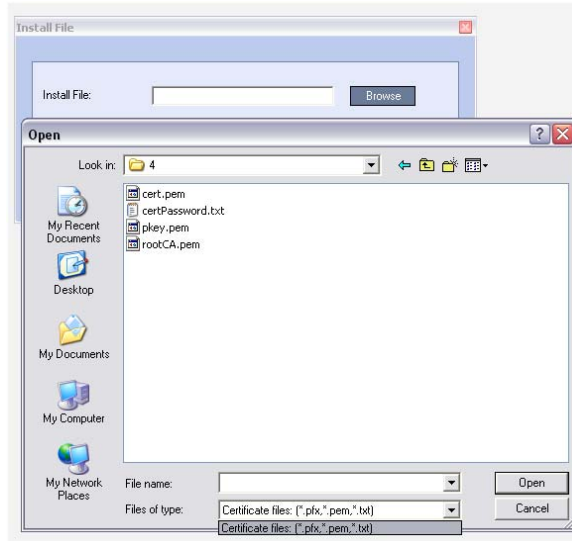 Install File
Install File:
Browse
Open
Look in:
4
cert.pem
certPassword.txt
pkey.pem
rootCA.pem
My Recent
Documents
Desktop
My Documents
My Computer
My Network
Places
File name:
Open
Files of type:
Certificate files: (*.pfx,*.pem,*.txt)
Cancel
Certificate files: (*.pfx,*.pem,*.txt)